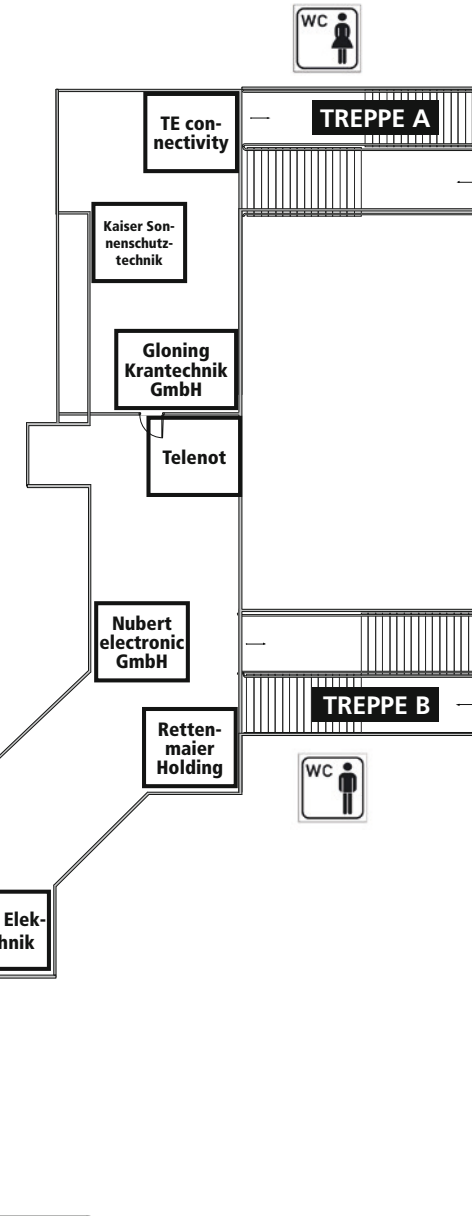 WC
TE con-
nectivity
TREPPE A
Kaiser Son-
nenschutz-
technik
Gloning
Krantechnik
GmbH
Telenot
Nubert
electronic
GmbH
TREPPE B
Retten-
maier
Holding
WC
Elek-
hnik